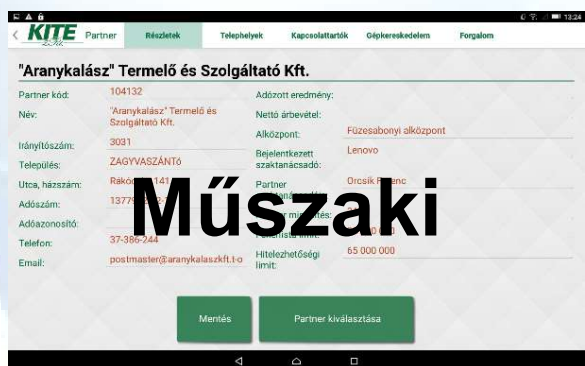 13:24
KITE Partner Részletek Telephelyek Kapcsolattartók Gépkereskedelem Forgalom
"Aranykalász" Termelő és Szolgáltató Kft.
Partner kód: 104132
Név: "Aranykalász" Termelő és
Szolgáltató Kft.
Irányítószám: 3031
Település: ZAGYVASZÁNTÓ
Utca, házszám: 141
Adószám:
Adóazonosító:
Telefon: 37-386-244
Email: postmaster@aranykalaszkft.t-o
Adózott eredmény:
Nettó árbevétel:
Alközpont: Füzesabonyi alközpont
Bejelentkezett Lenovo
szaktanácsadó:
Partner Orcsík
Hitelezhetőségi 65 000 000
limit:
Műszaki
Mentés Partner kiválasztása